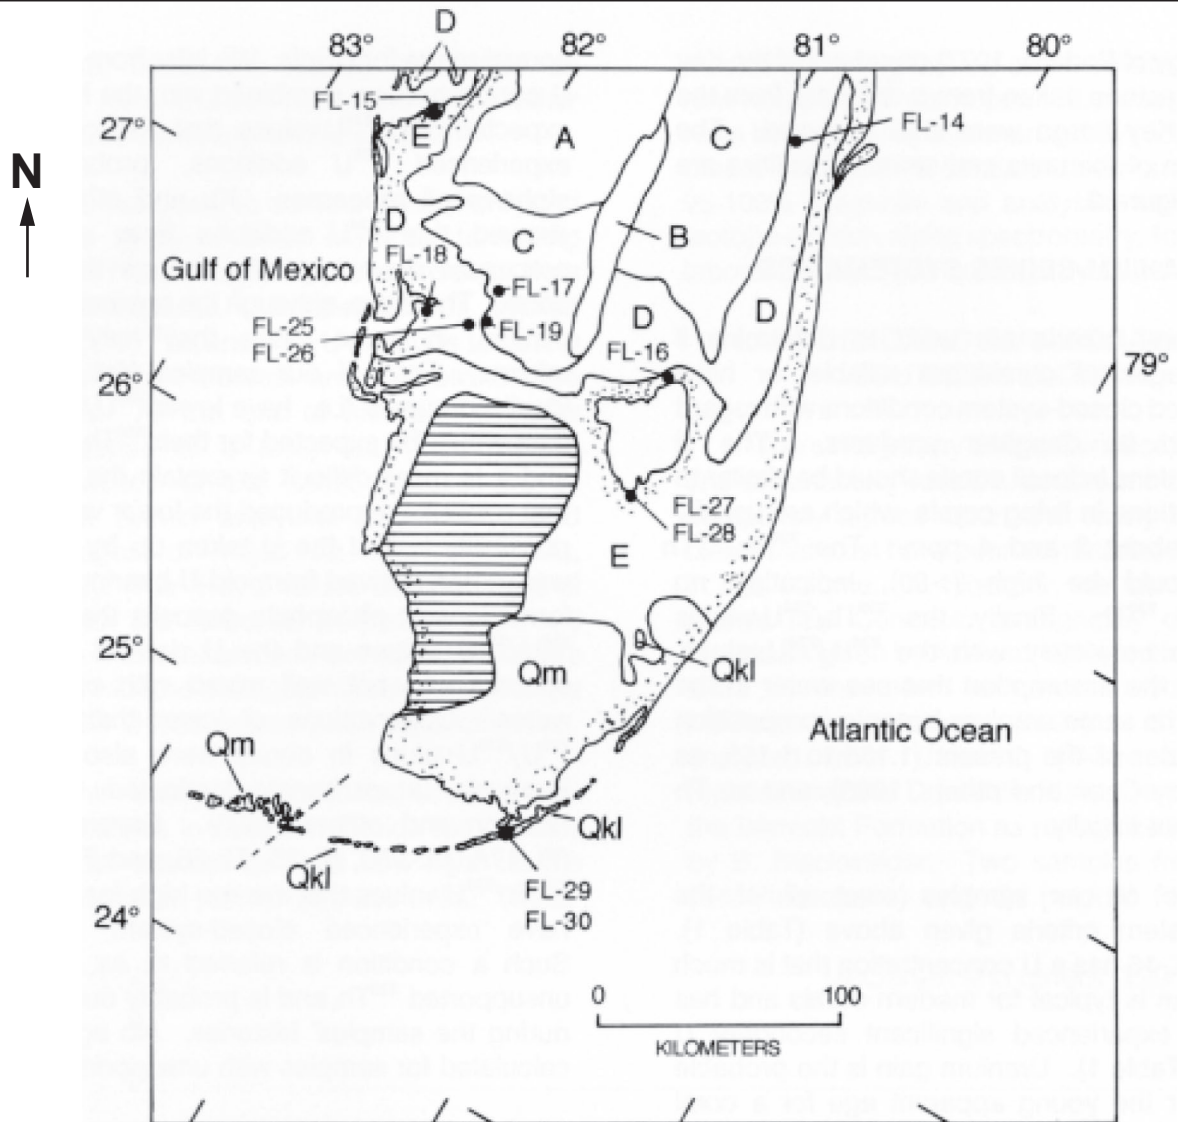 D
83°
82°
81°
80°
FL-15
FL-14
27°
E
A
C
N
D
B
C
FL-18
Gulf of Mexico
FL-17
D
D
FL-25
FL-19
FL-26
FL-16
79°
26°
FL-27
FL-28
E
25°
Qm
Qkl
Atlantic Ocean
Qm
Qkl
Qkl
FL-29
FL-30
24°
0
100
KILOMETERS